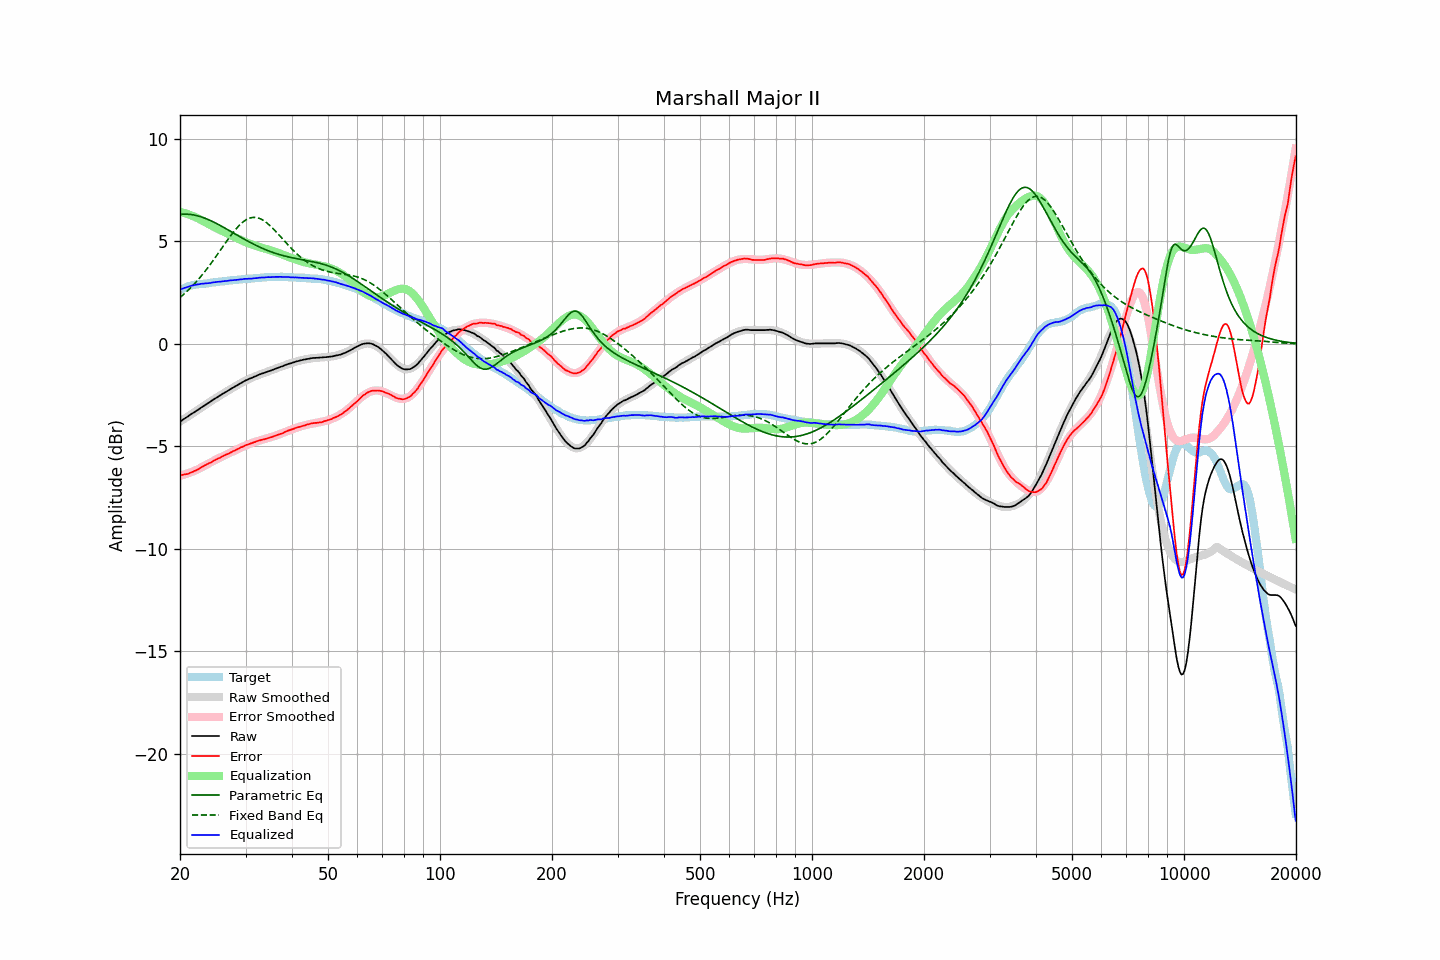 Marshall Major II
Amplitude (dBr)
10
5
0
−5
−10
−15
−20
Target
Raw Smoothed
Error Smoothed
Raw
Error
Equalization
Parametric Eq
Fixed Band Eq
Equalized
20 50 100 200 500 1000 2000 5000 10000 20000
Frequency (Hz)